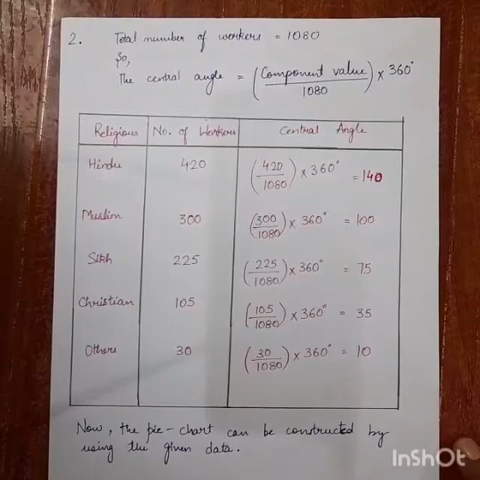 2. Total number of workers = 1080
So,
The central angle = (Component value/1080) × 360°
Religious No. of Workers Central Angle
Hindu 420 (420/1080) × 360° = 140
Muslim 300 (300/1080) × 360° = 100
Sikh 225 (225/1080) × 360° = 75
Christian 105 (105/1080) × 360° = 35
Others 30 (30/1080) × 360° = 10
Now, the pie-chart can be constructed by
using the given data.
InShOt